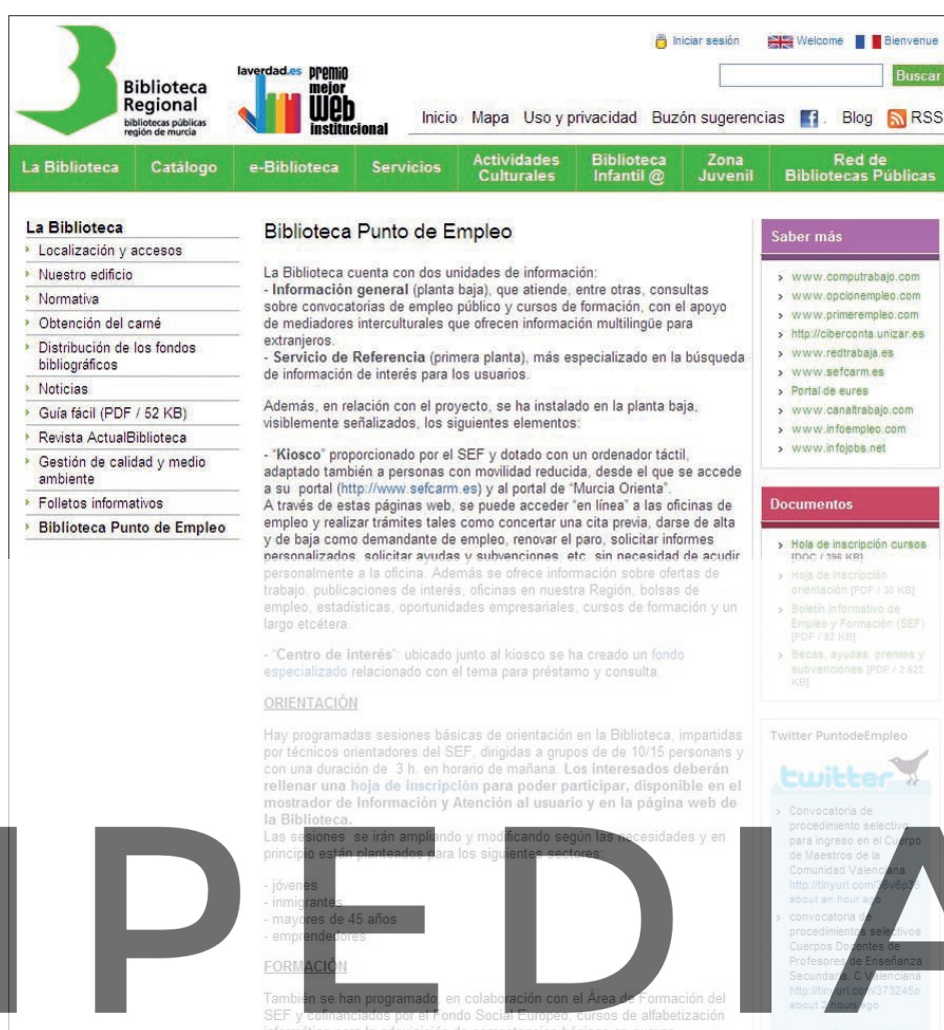 Iniciar sesión Welcome Bienvenue
Biblioteca
Regional
bibliotecas públicas
región de murcia
laverdad.es premio
mejor
web
institucional
Buscar
Inicio Mapa Uso y privacidad Buzón sugerencias . Blog RSS
La Biblioteca Catálogo e-Biblioteca Servicios Actividades Culturales Biblioteca Infantil @ Zona Juvenil Red de Bibliotecas Públicas
La Biblioteca
Localización y accesos
Nuestro edificio
Normativa
Obtención del carné
Distribución de los fondos
bibliográficos
Noticias
Guía fácil (PDF / 52 KB)
Revista ActualBiblioteca
Gestión de calidad y medio
ambiente
Folletos informativos
Biblioteca Punto de Empleo
Biblioteca Punto de Empleo
La Biblioteca cuenta con dos unidades de información:
- Información general (planta baja), que atiende, entre otras, consultas
sobre convocatorias de empleo público y cursos de formación, con el apoyo
de mediadores interculturales que ofrecen información multilingüe para
extranjeros.
- Servicio de Referencia (primera planta), más especializado en la búsqueda
de información de interés para los usuarios.
Además, en relación con el proyecto, se ha instalado en la planta baja,
visiblemente señalizados, los siguientes elementos:
- "Kiosco" proporcionado por el SEF y dotado con un ordenador táctil,
adaptado también a personas con movilidad reducida, desde el que se accede
a su portal (http://www.sefcarm.es) y al portal de "Murcia Orienta".
A través de estas páginas web, se puede acceder "en línea" a las oficinas de
empleo y realizar trámites tales como concertar una cita previa, darse de alta
y de baja como demandante de empleo, renovar el paro, solicitar informes
personalizados, solicitar ayudas y subvenciones, etc. sin necesidad de acudir
personalmente a la oficina. Además se ofrece información sobre ofertas de
trabajo, publicaciones de interés, oficinas en nuestra Región, bolsas de
empleo, estadísticas, oportunidades empresariales, cursos de formación y un
largo etcétera.
- "Centro de interés": ubicado junto al kiosco se ha creado un fondo
especializado relacionado con el tema para préstamo y consulta.
ORIENTACIÓN
Hay programadas sesiones básicas de orientación en la Biblioteca, impartidas
por técnicos orientadores del SEF, dirigidas a grupos de de 10/15 personans y
con una duración de 3 h. en horario de mañana. Los interesados deberán
rellenar una hoja de inscripción para poder participar, disponible en el
mostrador de Información y Atención al usuario y en la página web de
la Biblioteca.
Las sesiones se irán ampliando y modificando según las necesidades y en
principio están planteados para los siguientes sectores:
- jóvenes
- inmigrantes
- mayores de 45 años
- emprendedores
FORMACIÓN
También se han programado, en colaboración con el Área de Formación del
SEF y cofinanciados por el Fondo Social Europeo, cursos de alfabetización
Saber más
www.computrabajo.com
www.opcionempleo.com
www.primerempleo.com
http://ciberconta.unizar.es
www.redtrabaja.es
www.sefcarm.es
Portal de eures
www.canaltrabajo.com
www.infoempleo.com
www.infojobs.net
Documentos
Hola de inscripción cursos
[DOC / 396 KB]
Hoja de inscripción
orientación [PDF / 30 KB]
Boletín informativo de
Empleo y Formación (SEF)
[PDF / 92 KB]
Becas, ayudas, premios y
subvenciones [PDF / 2.622
KB]
Twitter PuntodeEmpleo
twitter
Convocatoria de
procedimiento selectivo
para ingreso en el Cuerpo
de Maestros de la
Comunidad Valenciana
about an hour ago
convocatoria de
procedimientos selectivos
Cuerpos Docentes de
Profesores de Enseñanza
Secundaria. C Valenciana
about 2 hours ago
IPEDIA